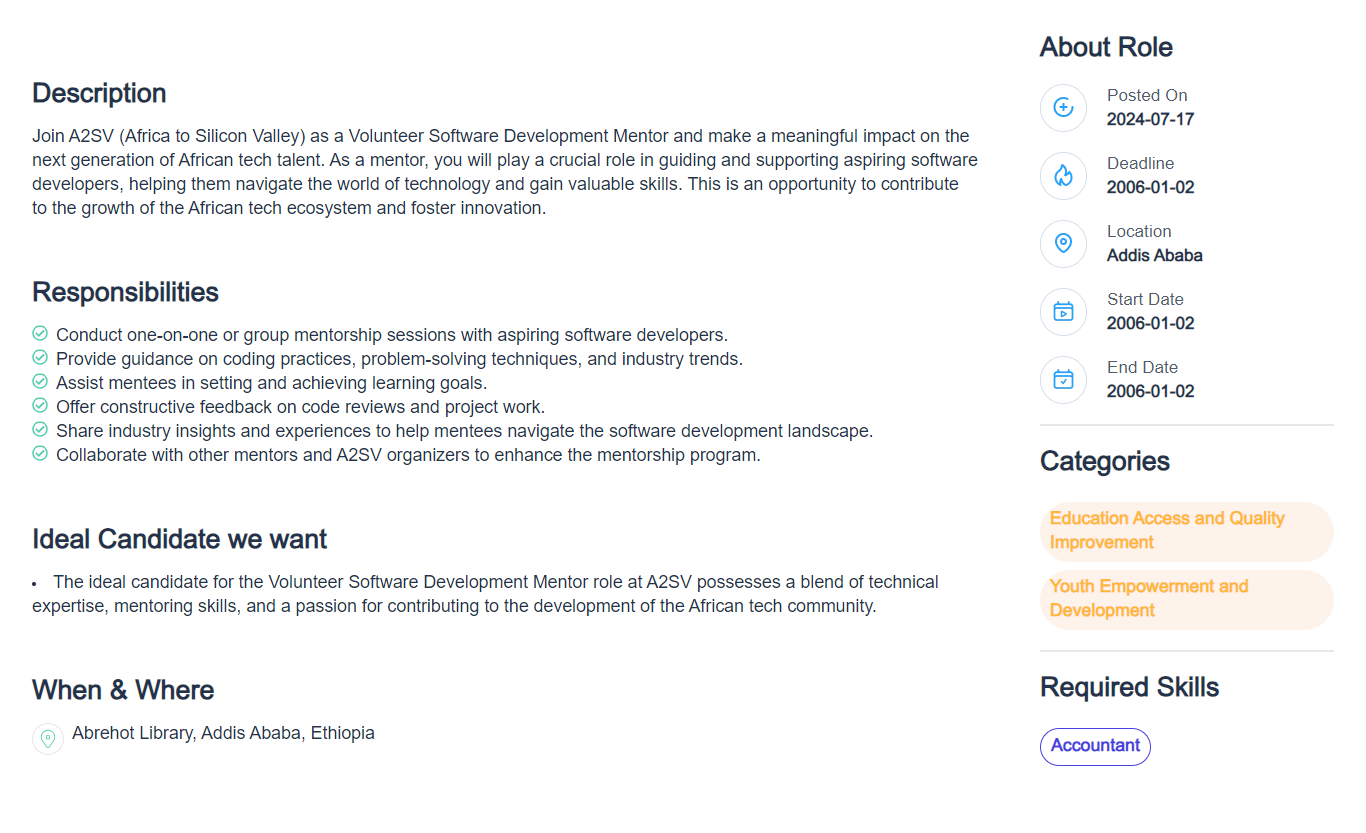 Description
Join A2SV (Africa to Silicon Valley) as a Volunteer Software Development Mentor and make a meaningful impact on the
next generation of African tech talent. As a mentor, you will play a crucial role in guiding and supporting aspiring software
developers, helping them navigate the world of technology and gain valuable skills. This is an opportunity to contribute
to the growth of the African tech ecosystem and foster innovation.
Responsibilities
Conduct one-on-one or group mentorship sessions with aspiring software developers.
Provide guidance on coding practices, problem-solving techniques, and industry trends.
Assist mentees in setting and achieving learning goals.
Offer constructive feedback on code reviews and project work.
Share industry insights and experiences to help mentees navigate the software development landscape.
Collaborate with other mentors and A2SV organizers to enhance the mentorship program.
Ideal Candidate we want
• The ideal candidate for the Volunteer Software Development Mentor role at A2SV possesses a blend of technical
expertise, mentoring skills, and a passion for contributing to the development of the African tech community.
When & Where
Abrehot Library, Addis Ababa, Ethiopia
About Role
Posted On
2024-07-17
Deadline
2006-01-02
Location
Addis Ababa
Start Date
2006-01-02
End Date
2006-01-02
Categories
Education Access and Quality
Improvement
Youth Empowerment and
Development
Required Skills
Accountant